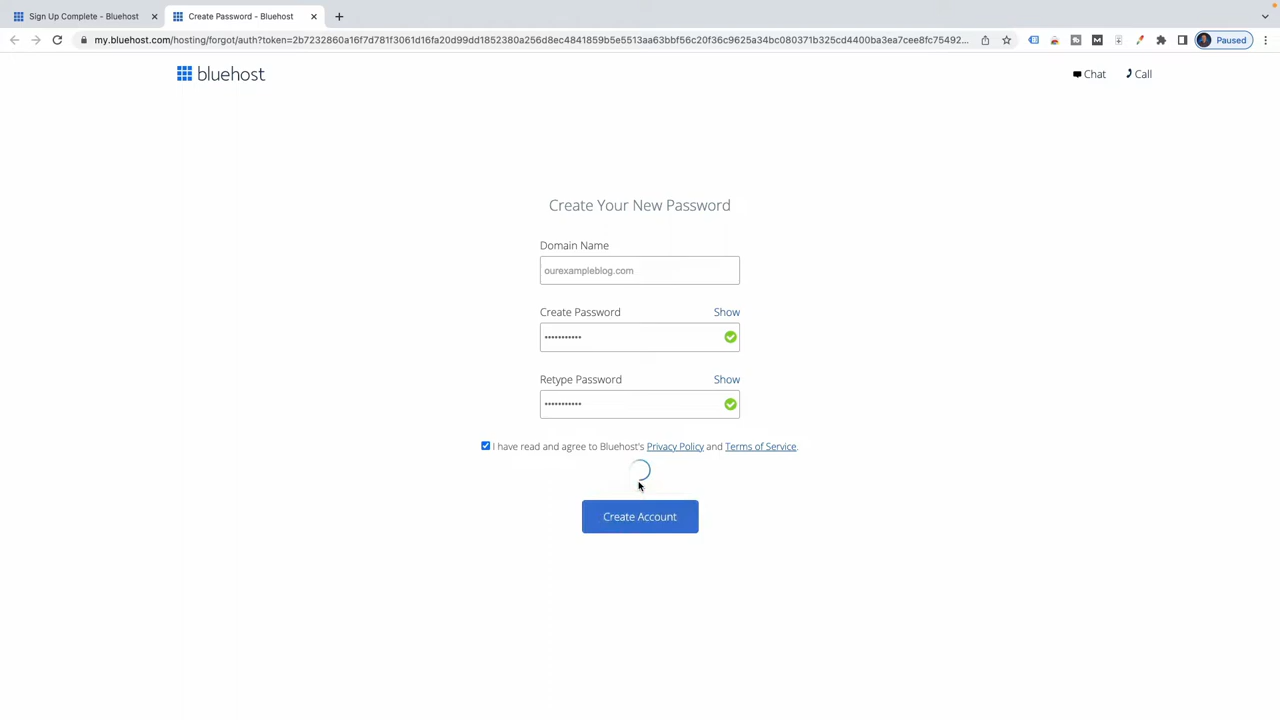 Sign Up Complete - Bluehost
Create Password - Bluehost
my.bluehost.com/hosting/forgot/auth?token=2b7232860a16f7d781f3061d16fa20d99dd1852380a256d8ec4841859b5e5513aa63bbf56c20f36c9625a34bc080371b325cd4400ba3ea7cee8fc75492...
Paused
bluehost
Chat
Call
Create Your New Password
Domain Name
ourexampleblog.com
Create Password
Show
•••••••••••
Retype Password
Show
•••••••••••
I have read and agree to Bluehost's Privacy Policy and Terms of Service.
Create Account